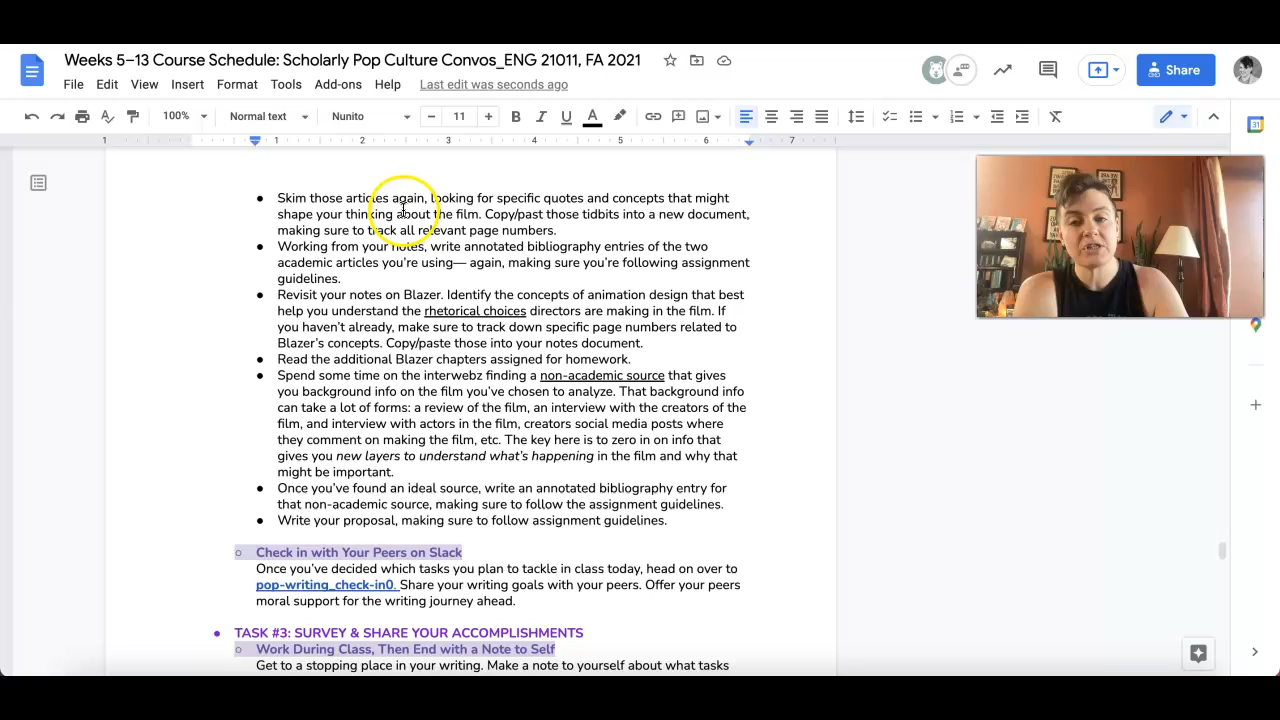 Weeks 5–13 Course Schedule: Scholarly Pop Culture Convos_ENG 21011, FA 2021
File Edit View Insert Format Tools Add-ons Help Last edit was seconds ago
Share
100% Normal text Nunito 11
1 1 2 3 4 5 6 7
31
Skim those articles again, looking for specific quotes and concepts that might
shape your thinking about the film. Copy/past those tidbits into a new document,
making sure to track all relevant page numbers.
Working from your notes, write annotated bibliography entries of the two
academic articles you're using— again, making sure you're following assignment
guidelines.
Revisit your notes on Blazer. Identify the concepts of animation design that best
help you understand the rhetorical choices directors are making in the film. If
you haven't already, make sure to track down specific page numbers related to
Blazer's concepts. Copy/paste those into your notes document.
Read the additional Blazer chapters assigned for homework.
Spend some time on the interwebz finding a non-academic source that gives
you background info on the film you've chosen to analyze. That background info
can take a lot of forms: a review of the film, an interview with the creators of the
film, and interview with actors in the film, creators social media posts where
they comment on making the film, etc. The key here is to zero in on info that
gives you new layers to understand what's happening in the film and why that
might be important.
Once you've found an ideal source, write an annotated bibliography entry for
that non-academic source, making sure to follow the assignment guidelines.
Write your proposal, making sure to follow assignment guidelines.
Check in with Your Peers on Slack
Once you've decided which tasks you plan to tackle in class today, head on over to
pop-writing_check-in0. Share your writing goals with your peers. Offer your peers
moral support for the writing journey ahead.
TASK #3: SURVEY & SHARE YOUR ACCOMPLISHMENTS
Work During Class, Then End with a Note to Self
Get to a stopping place in your writing. Make a note to yourself about what tasks